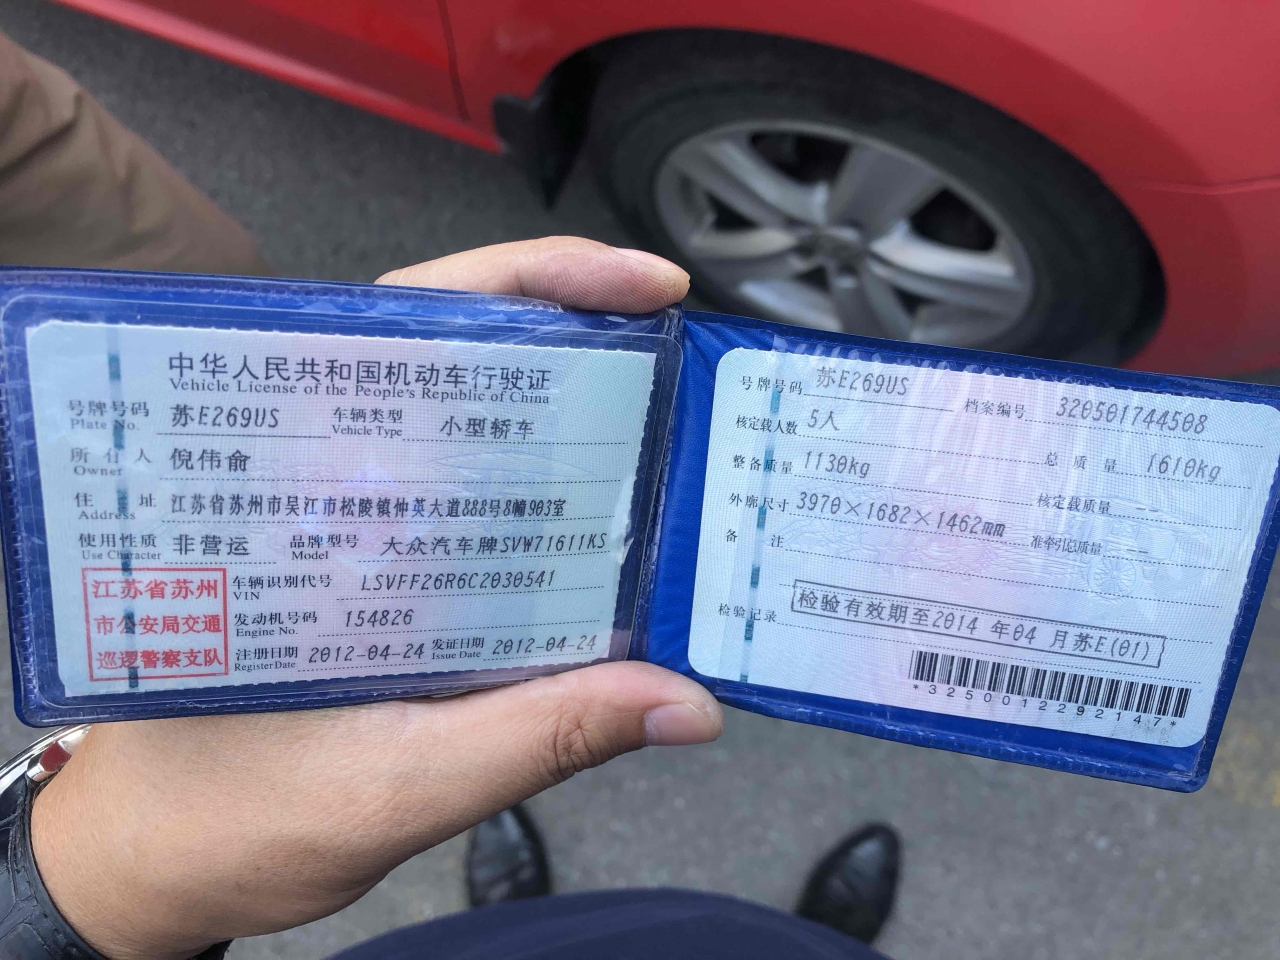 中华人民共和国机动车行驶证
Vehicle License of the People's Republic of China
号牌号码 苏E269US 车辆类型 小型轿车
Plate No. Vehicle Type
所有人 倪伟俞
Owner
住址 江苏省苏州市吴江市松陵镇仲英大道888号8幢903室
Address
使用性质 非营运 品牌型号 大众汽车牌SVW71611KS
Use Character Model
江苏省苏州
市公安局交通
巡逻警察支队
车辆识别代号 LSVFF26R6C2030541
VIN
发动机号码 154826
Engine No.
注册日期 2012-04-24 发证日期 2012-04-24
Register Date Issue Date
号牌号码 苏E269US 档案编号 320501744508
核定载人数 5人 总质量 1610kg
整备质量 1130kg 核定载质量 --
外廓尺寸 3970×1682×1462mm 准牵引总质量 --
备注
检验记录 检验有效期至2014 年04 月苏E(01)
*3250012292147*